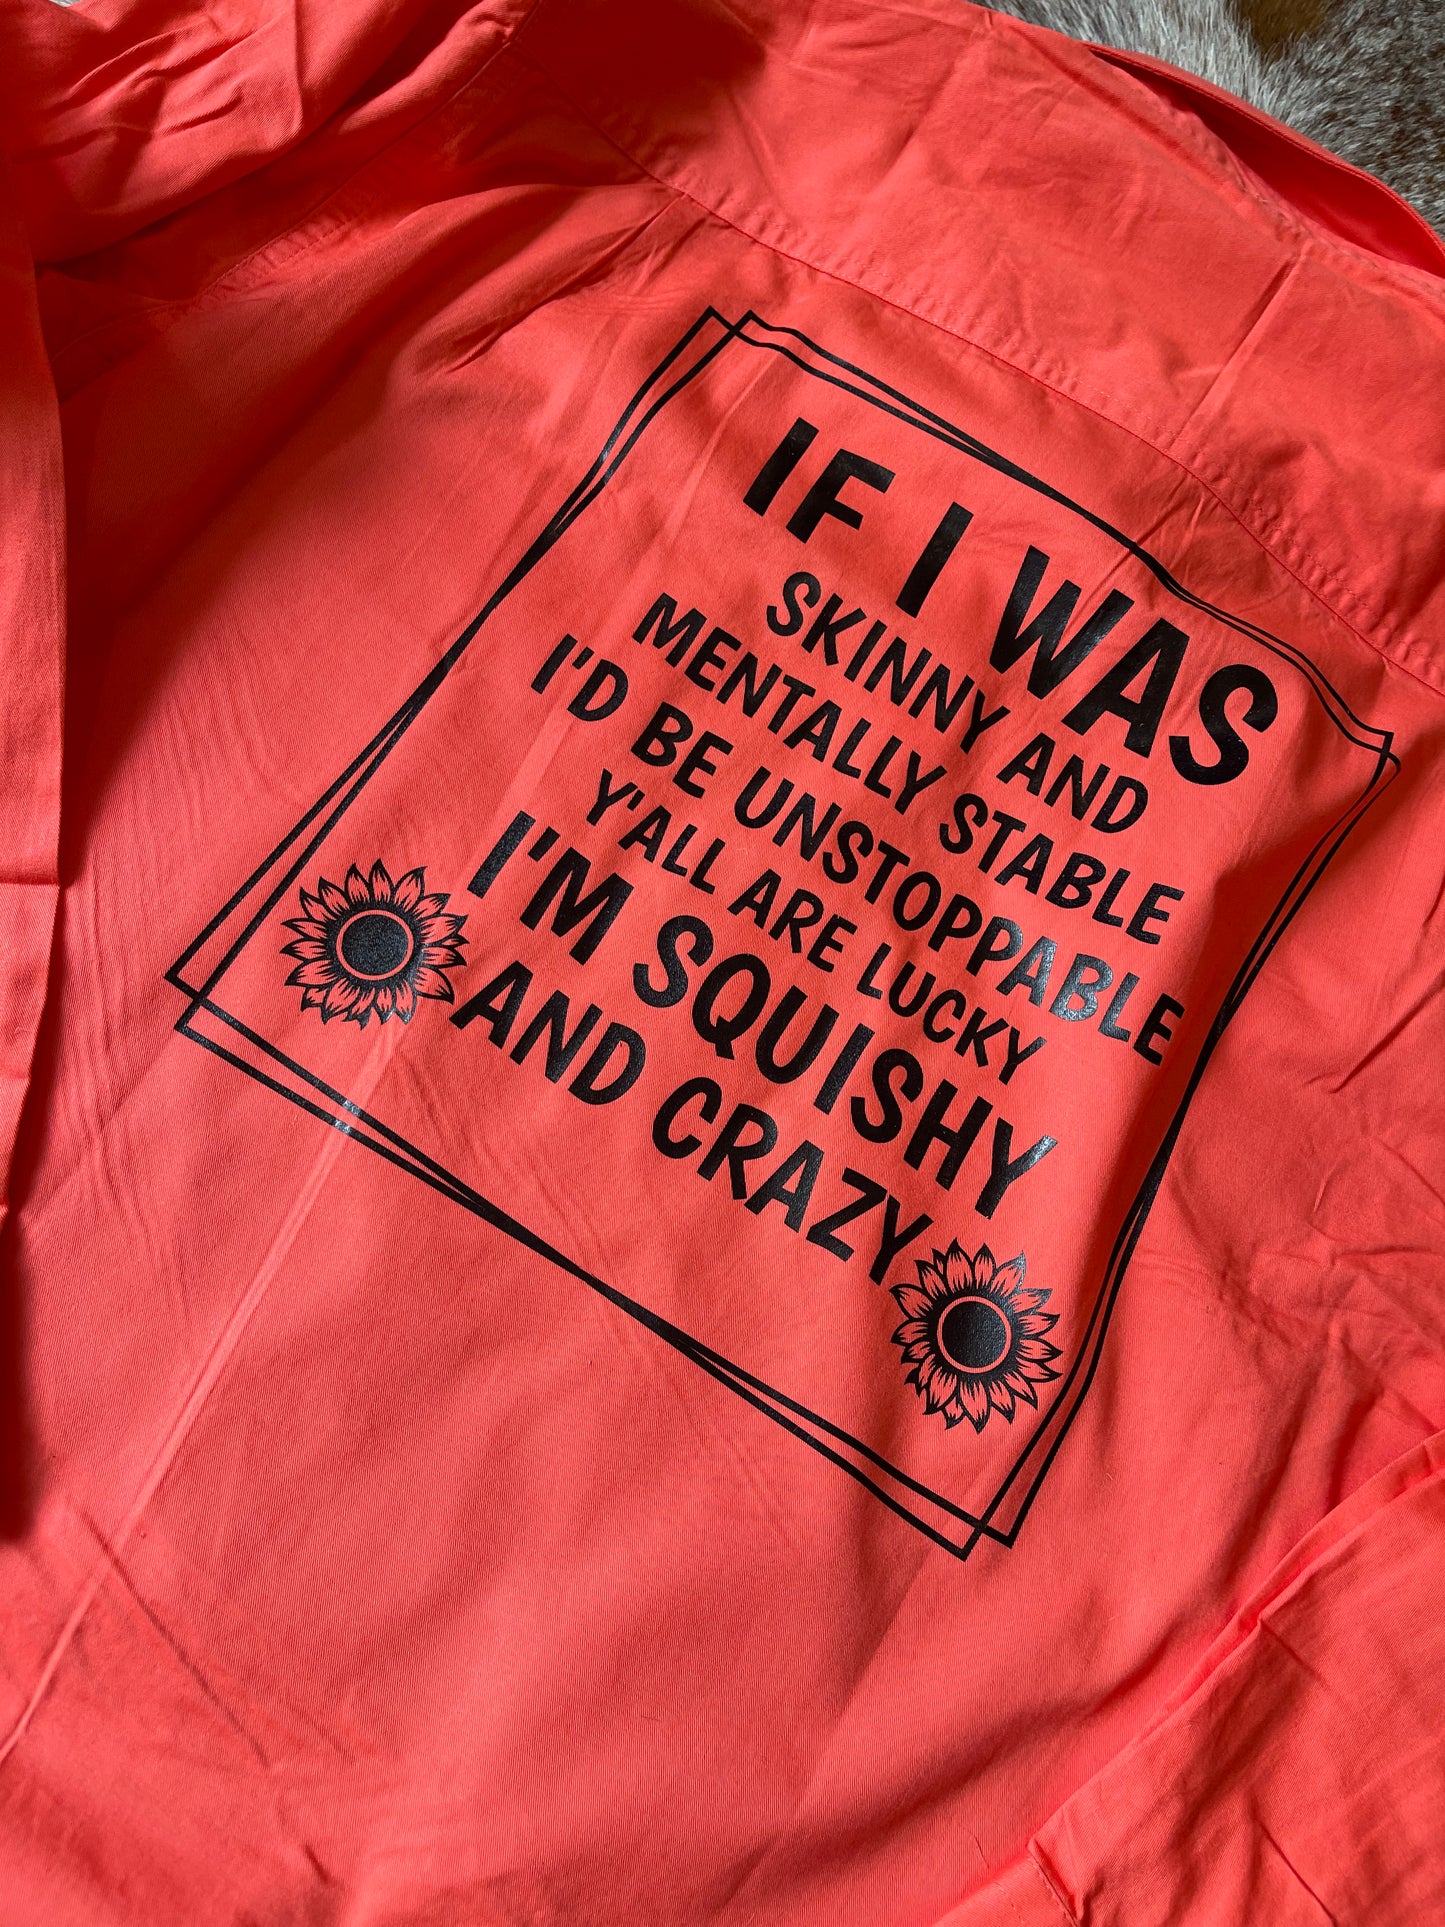 IF I WAS
SKINNY AND
MENTALLY STABLE
I'D BE UNSTOPPABLE
Y'ALL ARE LUCKY
I'M SQUISHY
AND CRAZY